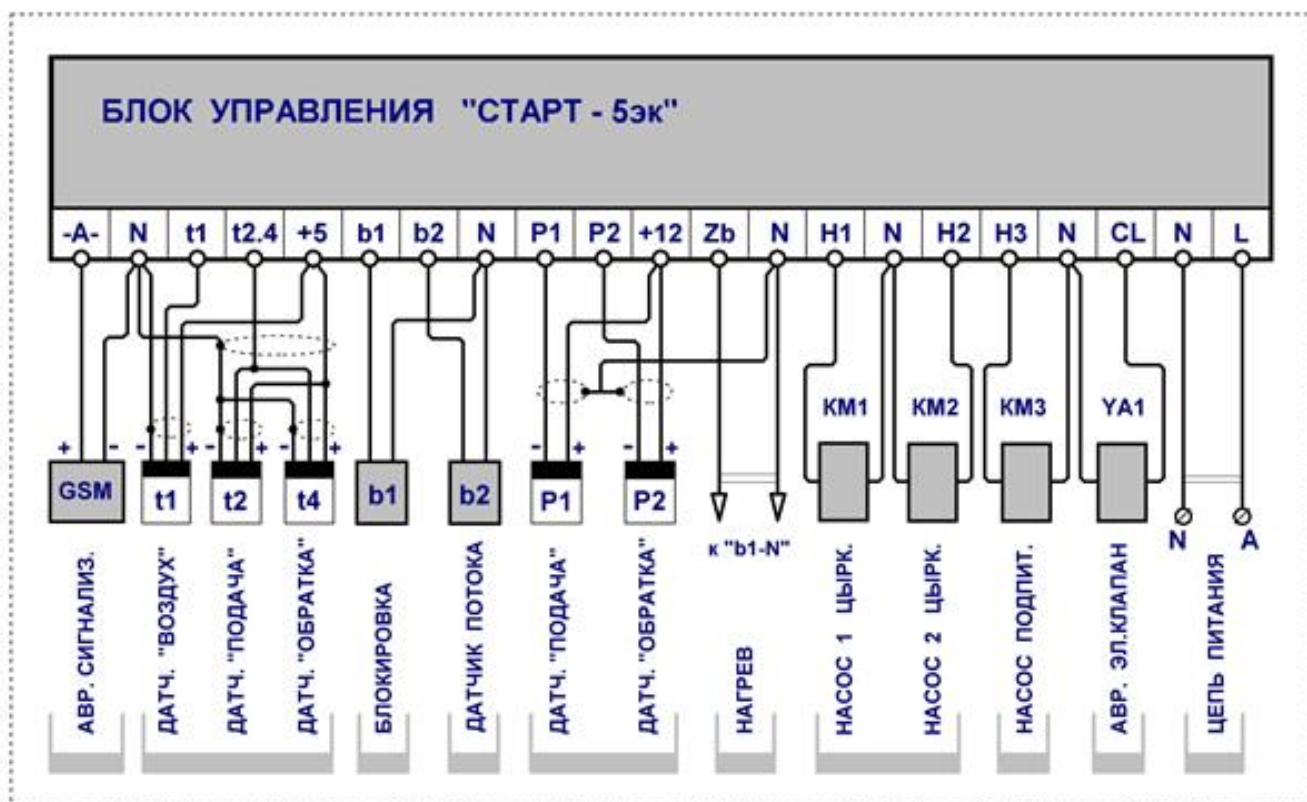 БЛОК УПРАВЛЕНИЯ "СТАРТ - 5эк"
-А- N t1 t2.4 +5 b1 b2 N P1 P2 +12 Zb N H1 N H2 H3 N CL N L
КМ1 КМ2 КМ3 YA1
+ - - + - + - + - + - +
GSM t1 t2 t4 b1 b2 P1 P2
к "b1-N"
N А
АВР. СИГНАЛИЗ.
ДАТЧ. "ВОЗДУХ"
ДАТЧ. "ПОДАЧА"
ДАТЧ. "ОБРАТКА"
БЛОКИРОВКА
ДАТЧИК ПОТОКА
ДАТЧ. "ПОДАЧА"
ДАТЧ. "ОБРАТКА"
НАГРЕВ
НАСОС 1 ЦЫРК.
НАСОС 2 ЦЫРК.
НАСОС ПОДПИТ.
АВР. ЭЛ.КЛАПАН
ЦЕПЬ ПИТАНИЯ